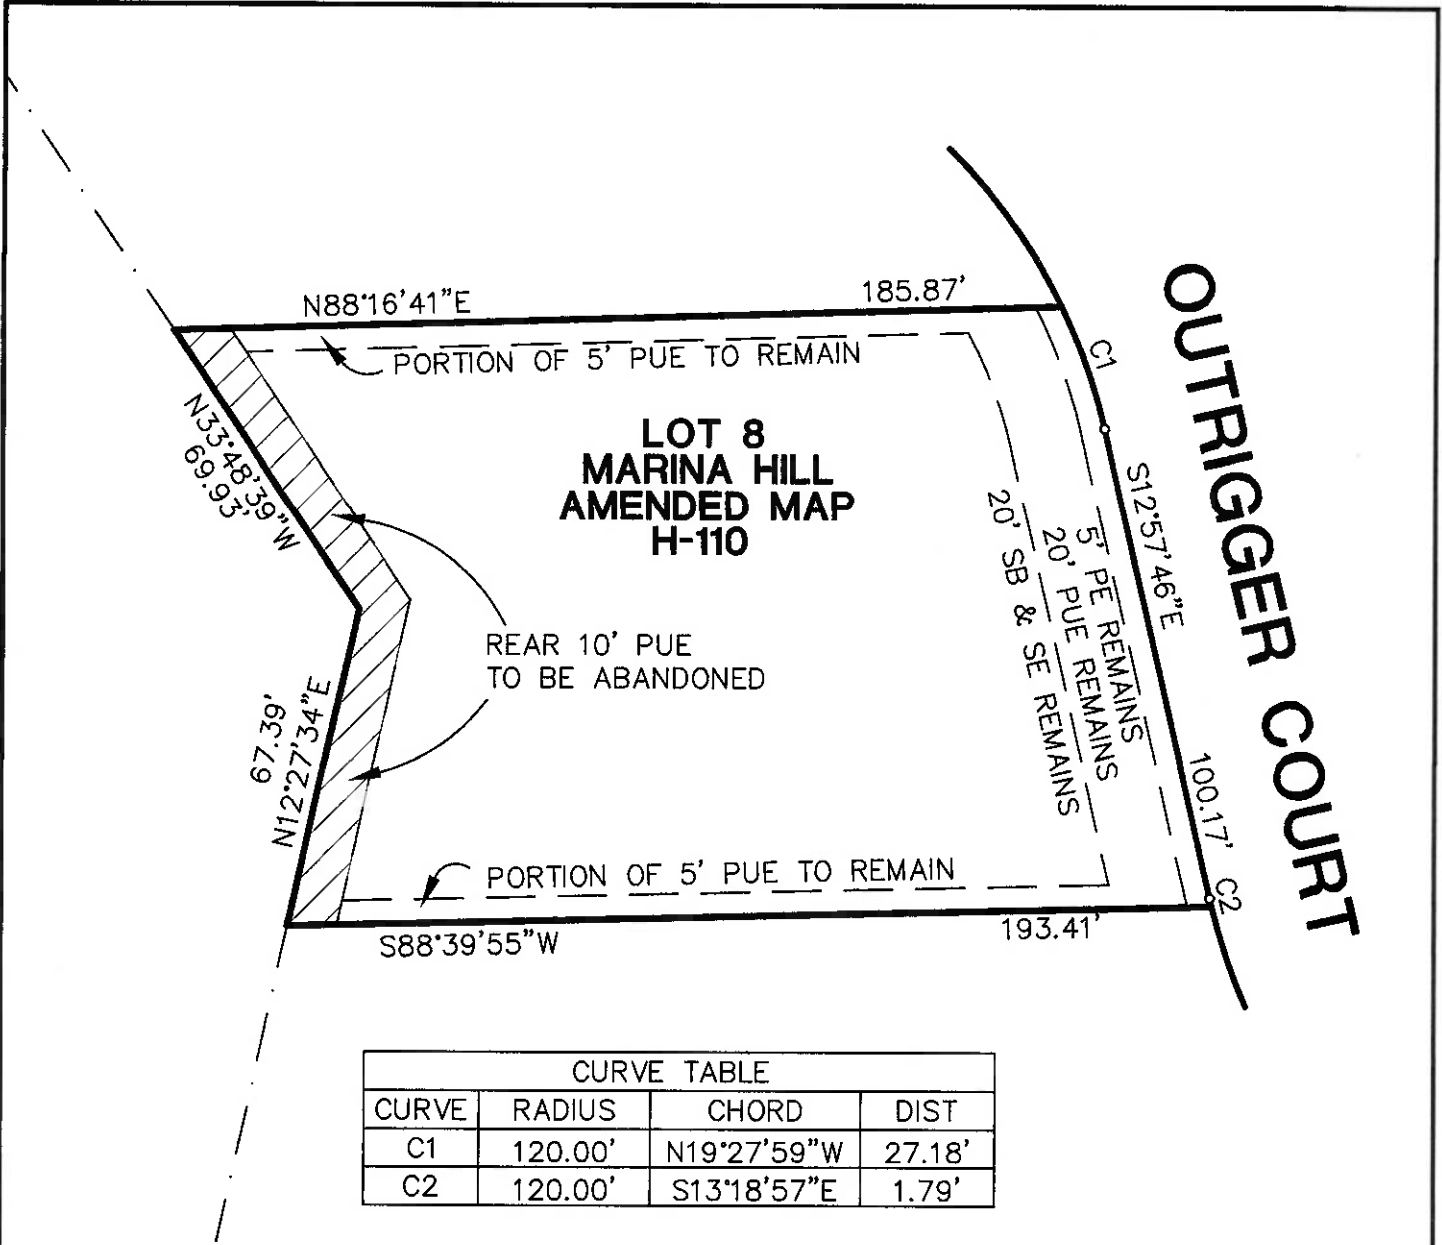 N88°16'41"E
185.87'
PORTION OF 5' PUE TO REMAIN
C1
OUTRIGGER COURT
N33°48'39"W
69.93'
LOT 8
MARINA HILL
AMENDED MAP
H-110
S12°57'46"E
100.17'
5' PE REMAINS
20' PUE REMAINS
20' SB & SE REMAINS
REAR 10' PUE
TO BE ABANDONED
67.39'
N12°27'34"E
PORTION OF 5' PUE TO REMAIN
C2
S88°39'55"W
193.41'
CURVE TABLE
CURVE RADIUS CHORD DIST
C1 120.00' N19°27'59"W 27.18'
C2 120.00' S13°18'57"E 1.79'